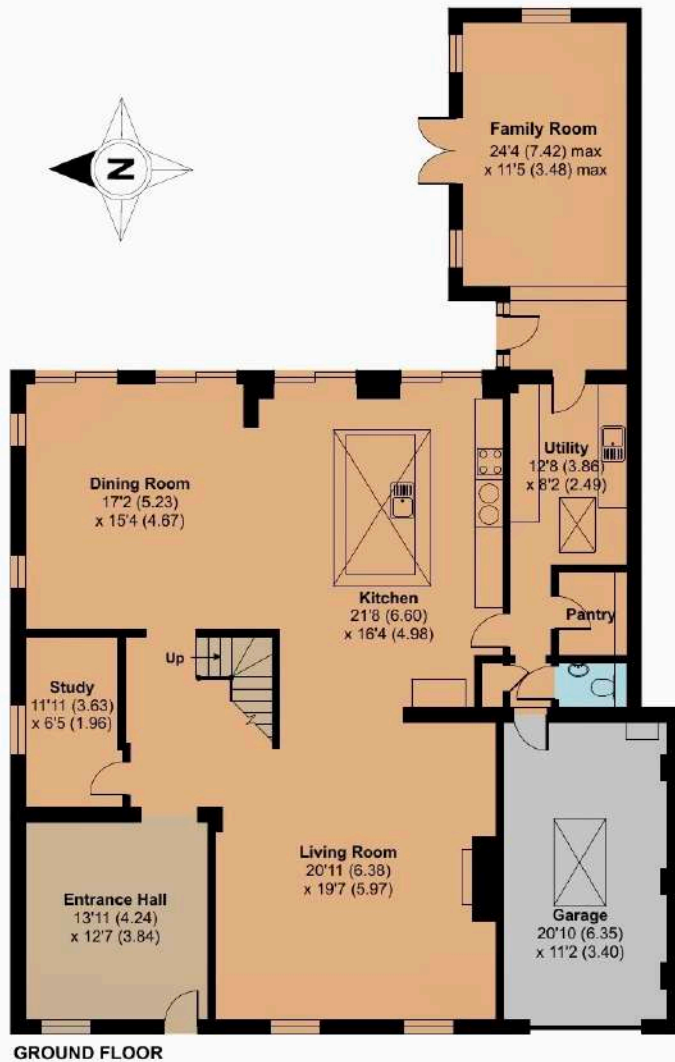 Family Room
24'4 (7.42) max
x 11'5 (3.48) max
N
Utility
12'8 (3.86)
x 8'2 (2.49)
Dining Room
17'2 (5.23)
x 15'4 (4.67)
Kitchen
21'8 (6.60)
x 16'4 (4.98)
Pantry
Up
Study
11'11 (3.63)
x 6'5 (1.96)
Living Room
20'11 (6.38)
x 19'7 (5.97)
Entrance Hall
13'11 (4.24)
x 12'7 (3.84)
Garage
20'10 (6.35)
x 11'2 (3.40)
GROUND FLOOR